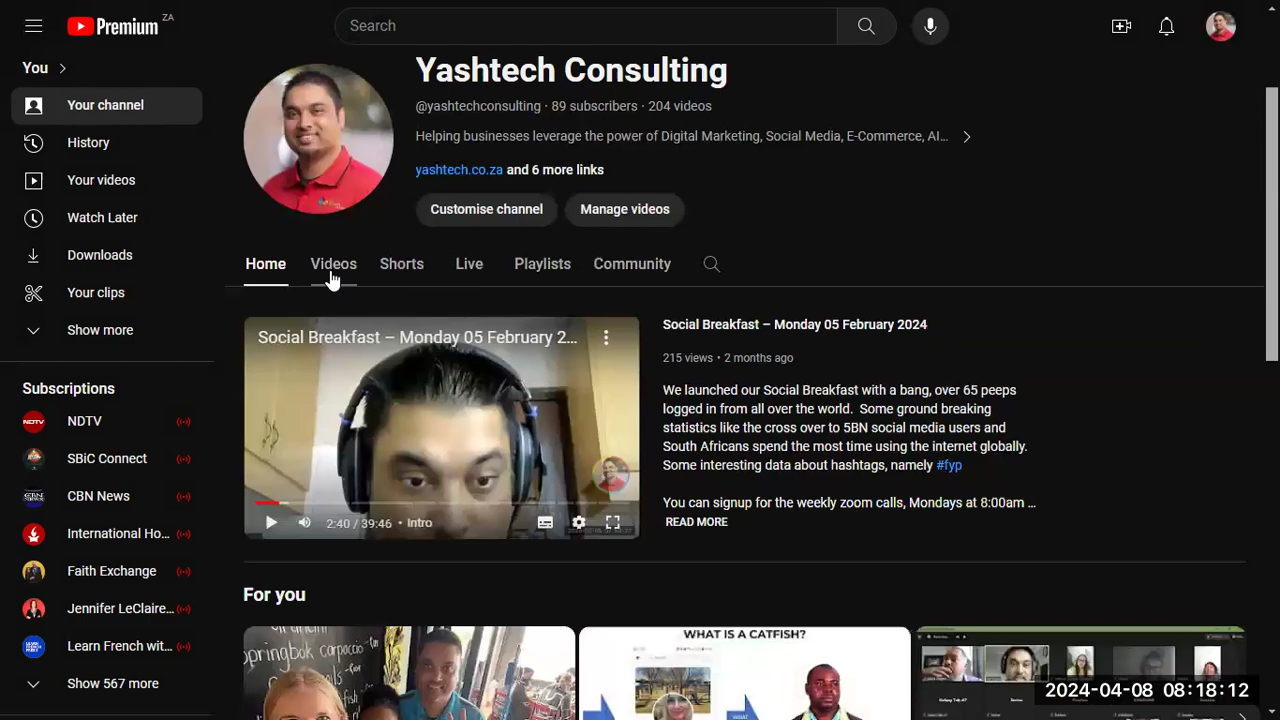 Premium ZA
Search
You
Your channel
History
Your videos
Watch Later
Downloads
Your clips
Show more
Subscriptions
NDTV
SBiC Connect
CBN News
International Ho...
Faith Exchange
Jennifer LeClaire...
Learn French wit...
Show 567 more
Yashtech Consulting
@yashtechconsulting · 89 subscribers · 204 videos
Helping businesses leverage the power of Digital Marketing, Social Media, E-Commerce, AI...
yashtech.co.za and 6 more links
Customise channel Manage videos
Home Videos Shorts Live Playlists Community
Social Breakfast – Monday 05 February 2...
2:40 / 39:46 • Intro
Social Breakfast – Monday 05 February 2024
215 views • 2 months ago
We launched our Social Breakfast with a bang, over 65 peeps
logged in from all over the world. Some ground breaking
statistics like the cross over to 5BN social media users and
South Africans spend the most time using the internet globally.
Some interesting data about hashtags, namely #fyp
You can signup for the weekly zoom calls, Mondays at 8:00am ...
READ MORE
For you
Springbok carpaccio
WHAT IS A CATFISH?
2024-04-08 08:18:12